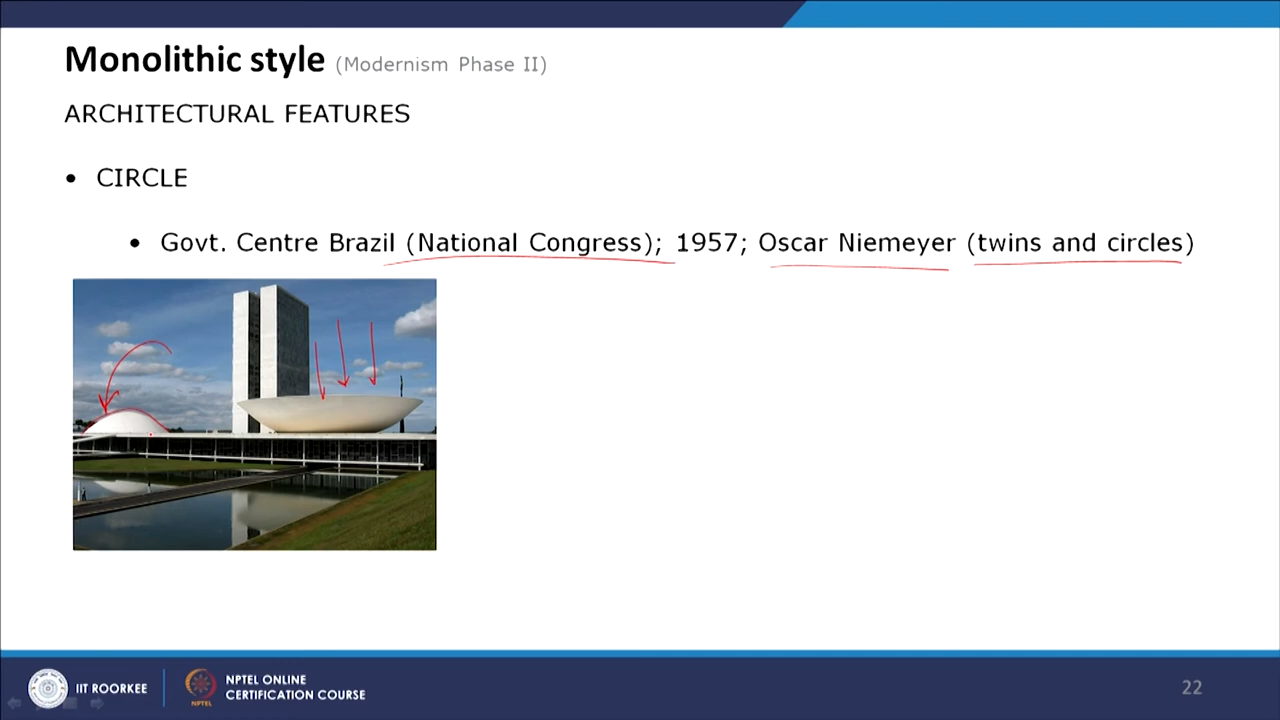 Monolithic style (Modernism Phase II)
ARCHITECTURAL FEATURES
• CIRCLE
• Govt. Centre Brazil (National Congress); 1957; Oscar Niemeyer (twins and circles)
IIT ROORKEE
NPTEL
NPTEL ONLINE
CERTIFICATION COURSE
22